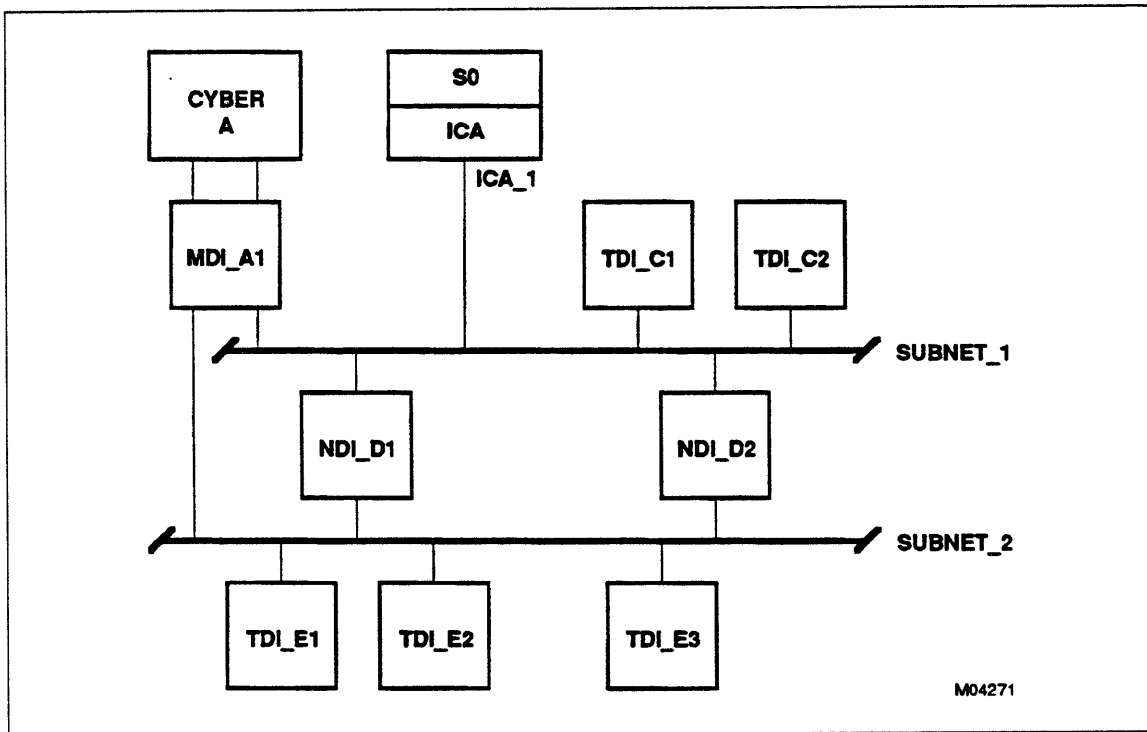 CYBER
A
S0
ICA
ICA_1
MDI_A1
TDI_C1
TDI_C2
SUBNET_1
NDI_D1
NDI_D2
SUBNET_2
TDI_E1
TDI_E2
TDI_E3
M04271